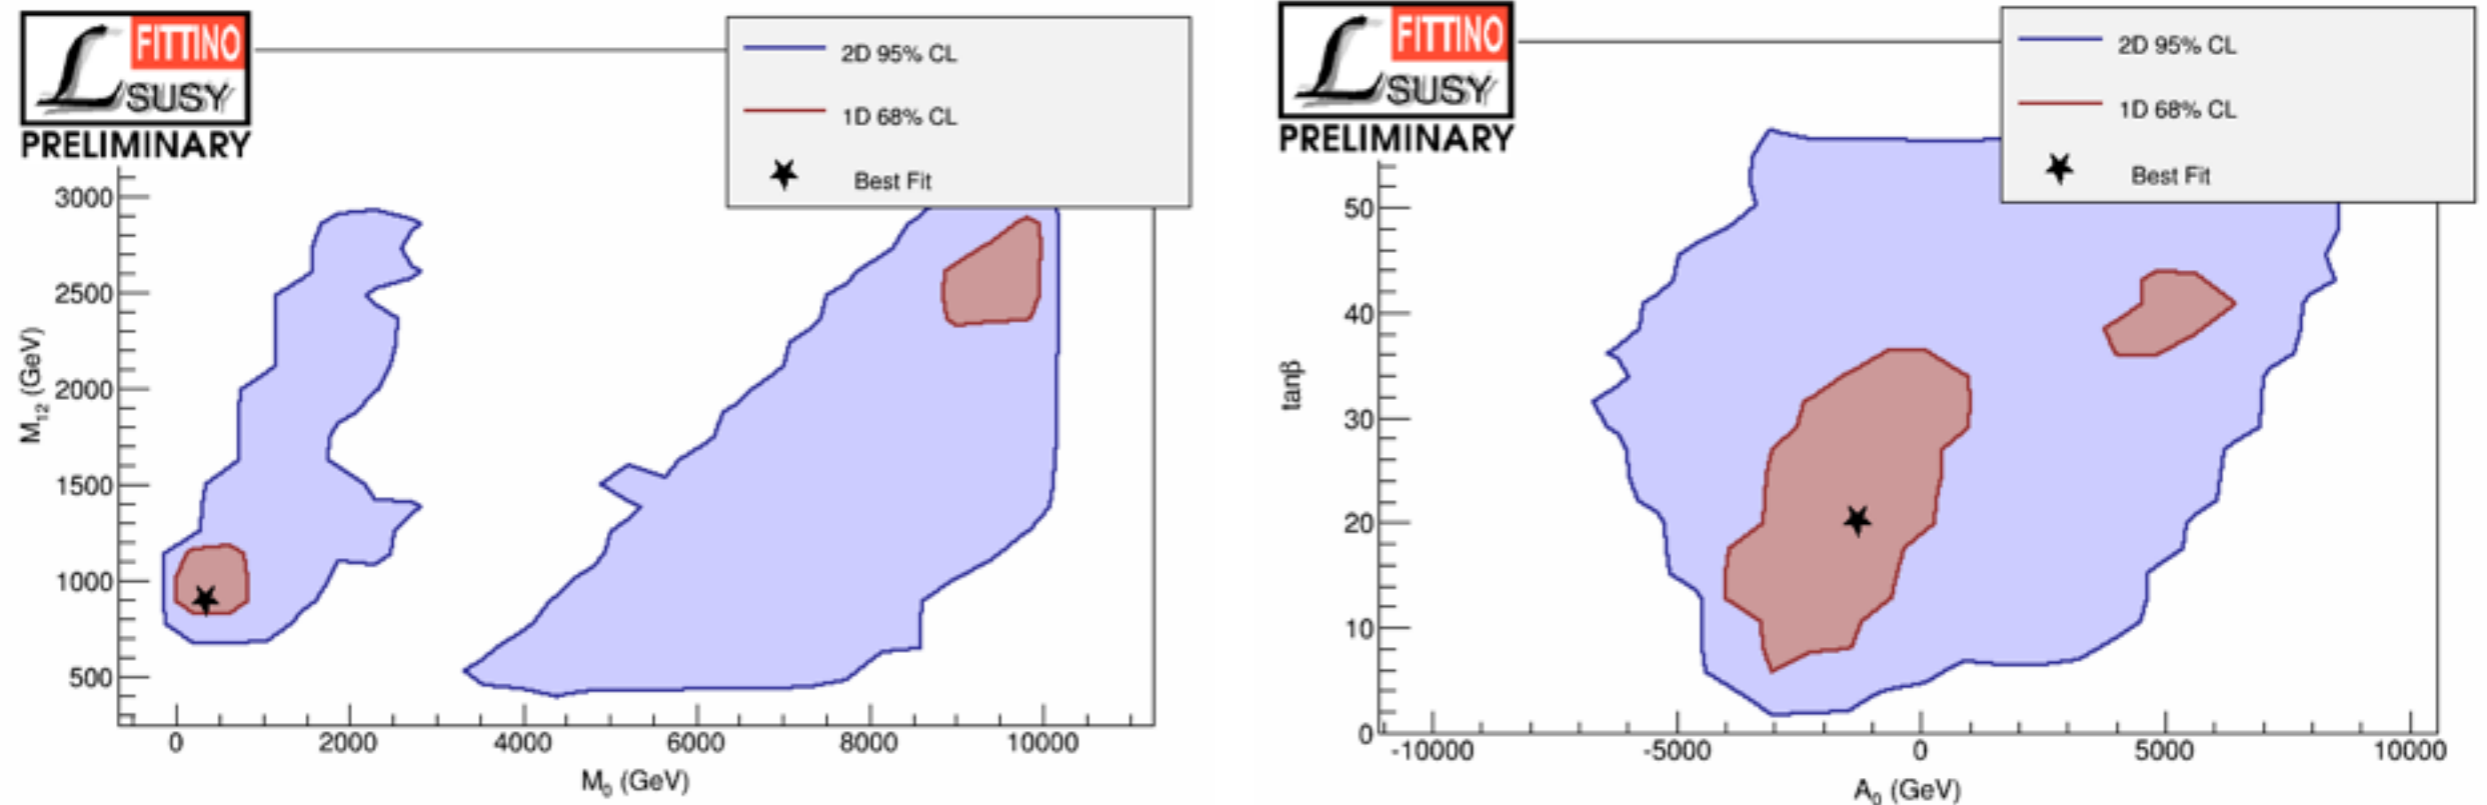 L FITTINO
SUSY
PRELIMINARY
2D 95% CL
1D 68% CL
Best Fit
3000
2500
2000
1500
1000
500
M₁₂ (GeV)
0 2000 4000 6000 8000 10000
M₀ (GeV)
L FITTINO
SUSY
PRELIMINARY
2D 95% CL
1D 68% CL
Best Fit
50
40
30
20
10
0
tanβ
-10000 -5000 0 5000 10000
A₀ (GeV)